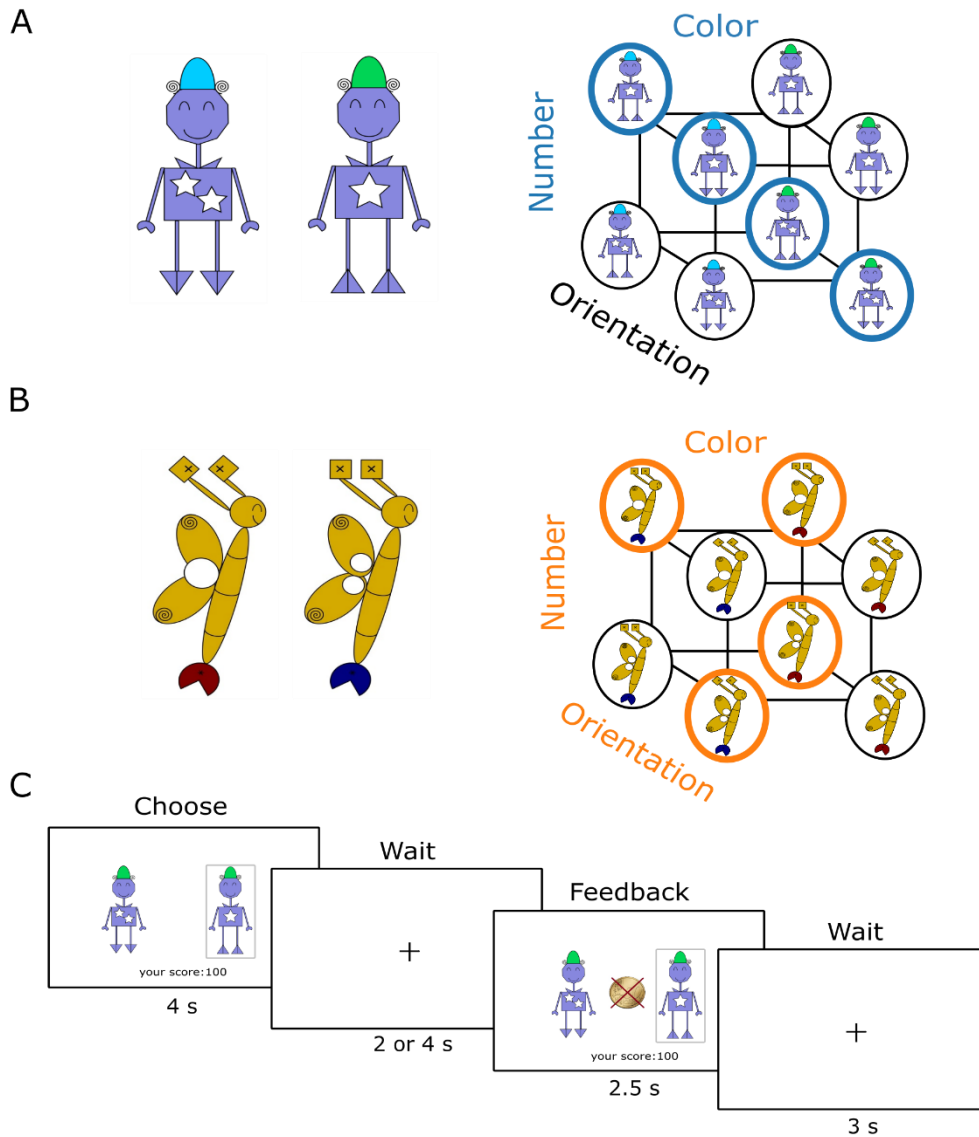 A
Color
Number
Orientation
B
Color
Number
Orientation
C
Choose
your score:100
4 s
Wait
+
2 or 4 s
Feedback
your score:100
2.5 s
Wait
+
3 s